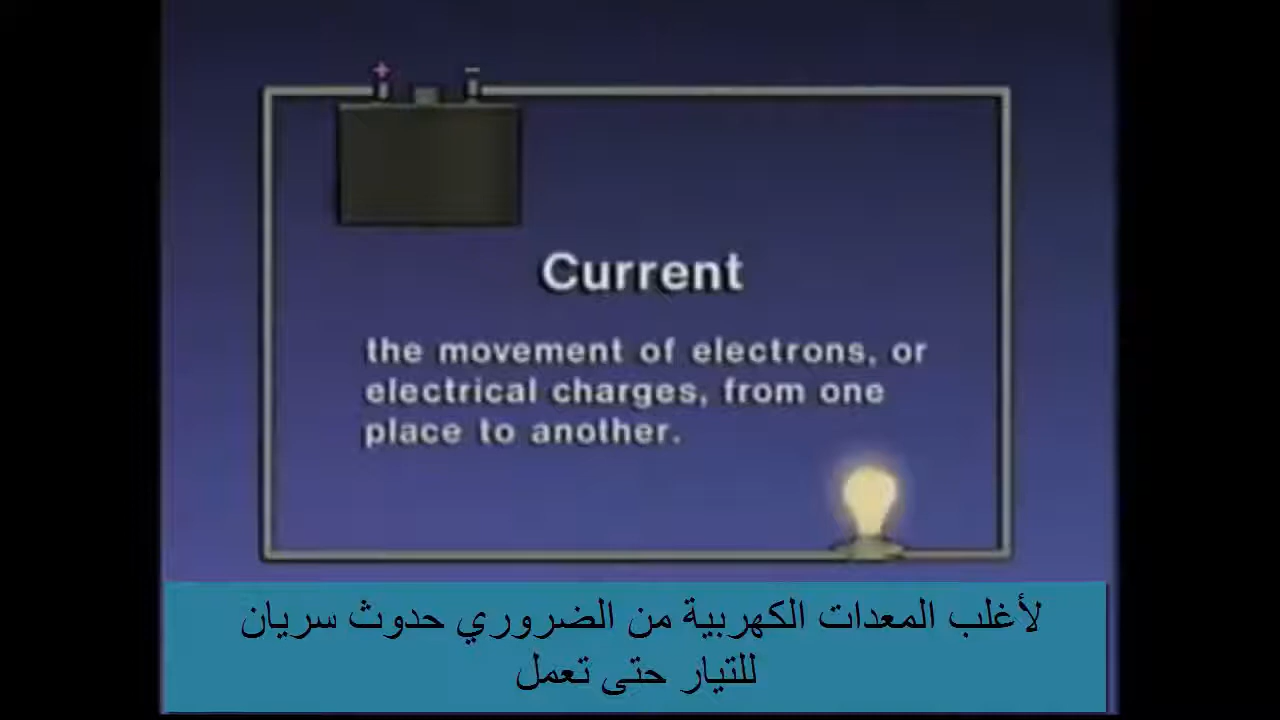 + –
Current
the movement of electrons, or
electrical charges, from one
place to another.
لأغلب المعدات الكهربية من الضروري حدوث سريان
للتيار حتى تعمل